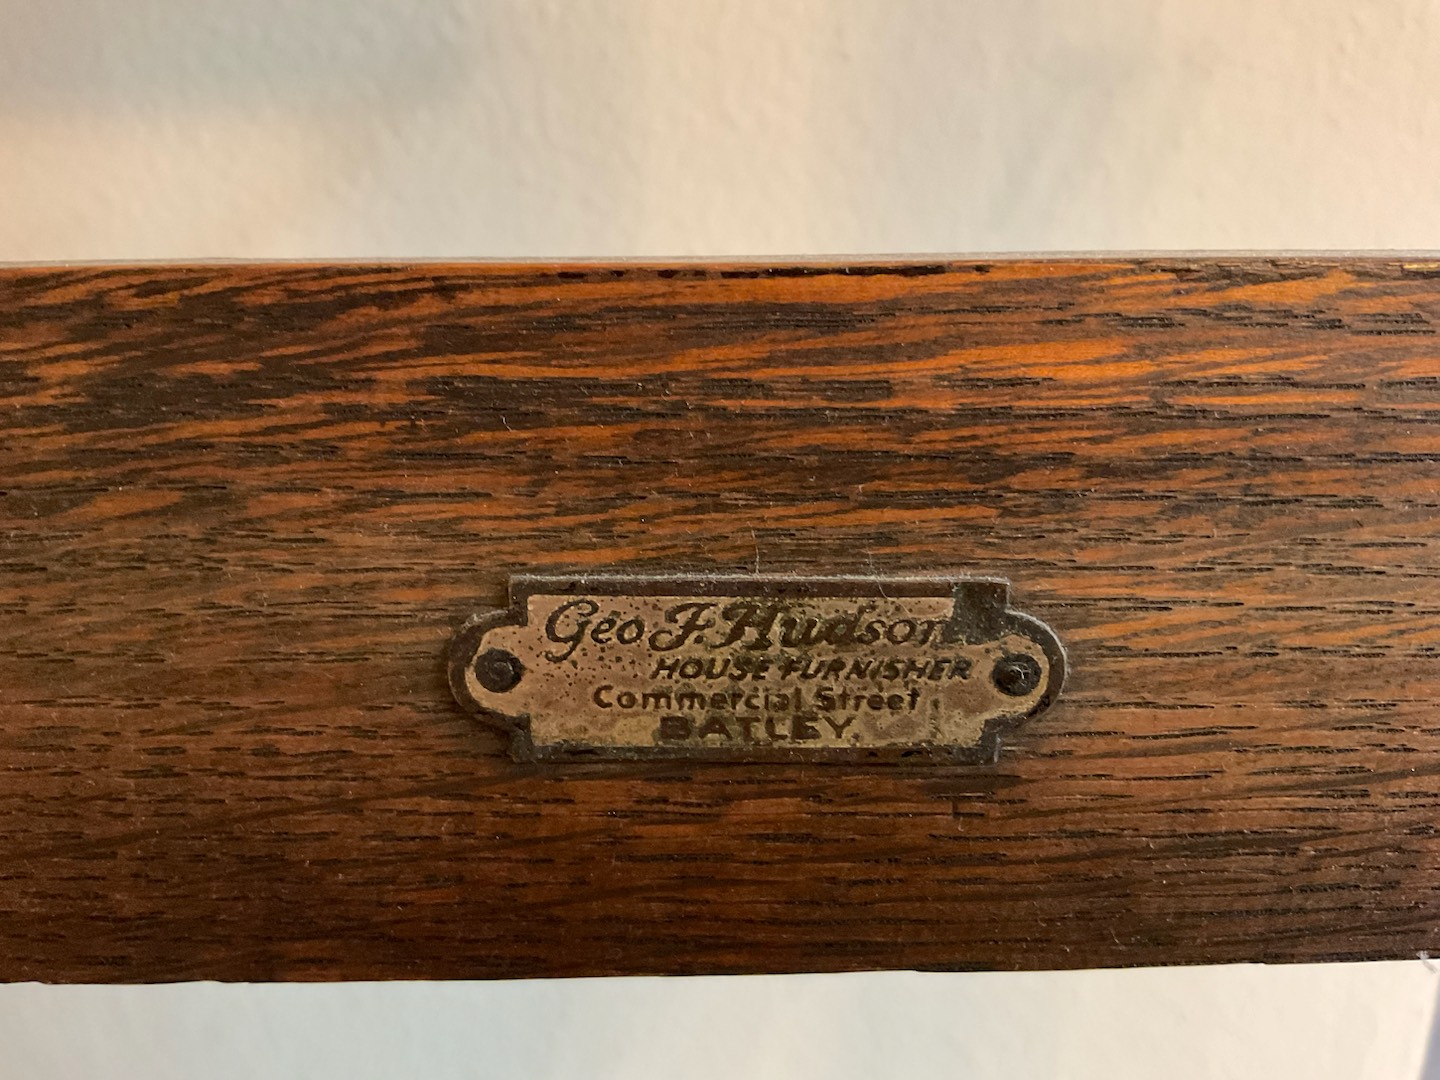 Geo F. Hudson
HOUSE FURNISHER
Commercial Street
BATLEY